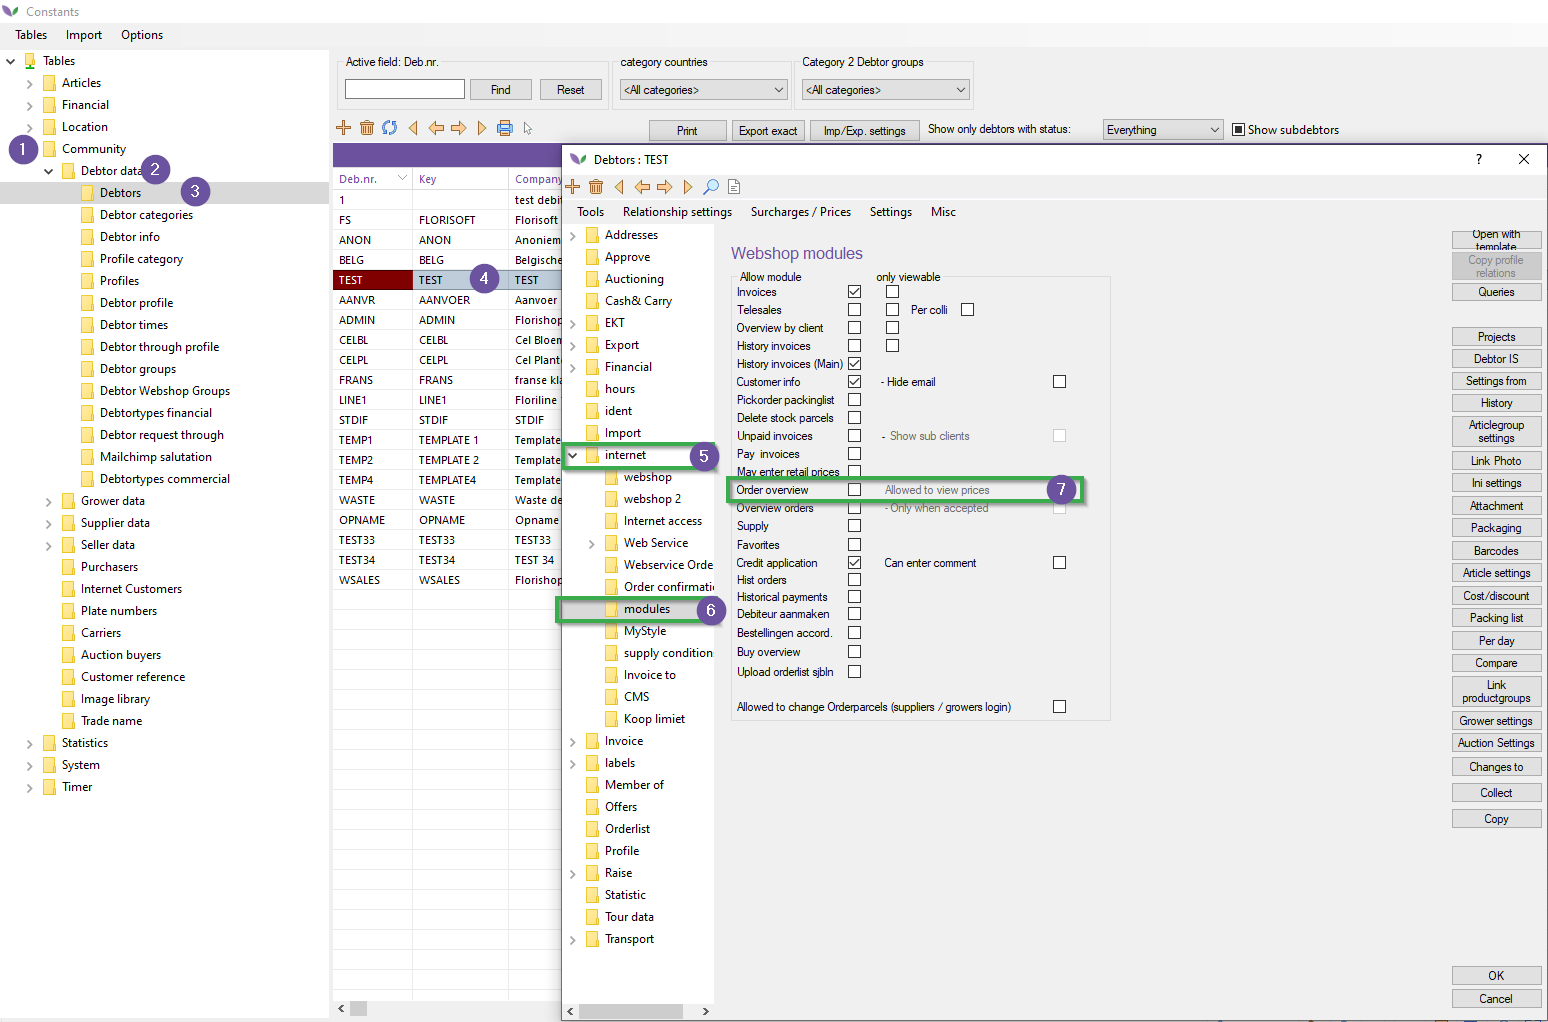 Constants
Tables Import Options
Tables
Articles
Financial
Location
1 Community
Debtor data 2
Debtors 3
Debtor categories
Debtor info
Profile category
Profiles
Debtor profile
Debtor times
Debtor through profile
Debtor groups
Debtor Webshop Groups
Debtortypes financial
Debtor request through
Mailchimp salutation
Debtortypes commercial
Grower data
Supplier data
Seller data
Purchasers
Internet Customers
Plate numbers
Carriers
Auction buyers
Customer reference
Image library
Trade name
Statistics
System
Timer
Active field: Deb.nr. category countries Category 2 Debtor groups
Find Reset <All categories> <All categories>
Print Export exact Imp/Exp. settings Show only debtors with status: Everything Show subdebtors
Deb.nr. Key Company
1 test debit
FS FLORISOFT Florisoft
ANON ANON Anoniem
BELG BELG Belgische
TEST TEST 4 TEST
AANVR AANVOER Aanvoer
ADMIN ADMIN Florishop
CELBL CELBL Cel Bloem
CELPL CELPL Cel Plant
FRANS FRANS franse kla
LINE1 LINE1 Floriline
STDIF STDIF STDIF
TEMP1 TEMPLATE 1 Template
TEMP2 TEMPLATE 2 Template
TEMP4 TEMPLATE4 Template
WASTE WASTE Waste de
OPNAME OPNAME Opname
TEST33 TEST33 TEST33
TEST34 TEST34 TEST 34
WSALES WSALES Florishop
Debtors : TEST ?
Tools Relationship settings Surcharges / Prices Settings Misc
Addresses
Approve
Auctioning
Cash& Carry
EKT
Export
Financial
hours
ident
Import
internet 5
webshop
webshop 2
Internet access
Web Service
Webservice Orde
Order confirmati
modules 6
MyStyle
supply condition
Invoice to
CMS
Koop limiet
Invoice
labels
Member of
Offers
Orderlist
Profile
Raise
Statistic
Tour data
Transport
Webshop modules
Allow module only viewable
Invoices
Telesales Per colli
Overview by client
History invoices
History invoices (Main)
Customer info - Hide email
Pickorder packinglist
Delete stock parcels
Unpaid invoices - Show sub clients
Pay invoices
May enter retail prices
Order overview Allowed to view prices 7
Overview orders - Only when accepted
Supply
Favorites
Credit application Can enter comment
Hist orders
Historical payments
Debiteur aanmaken
Bestellingen accord.
Buy overview
Upload orderlist sjbln
Allowed to change Orderparcels (suppliers / growers login)
Open with
template
Copy profile
relations
Queries
Projects
Debtor IS
Settings from
History
Articlegroup
settings
Link Photo
Ini settings
Attachment
Packaging
Barcodes
Article settings
Cost/discount
Packing list
Per day
Compare
Link
productgroups
Grower settings
Auction Settings
Changes to
Collect
Copy
OK
Cancel